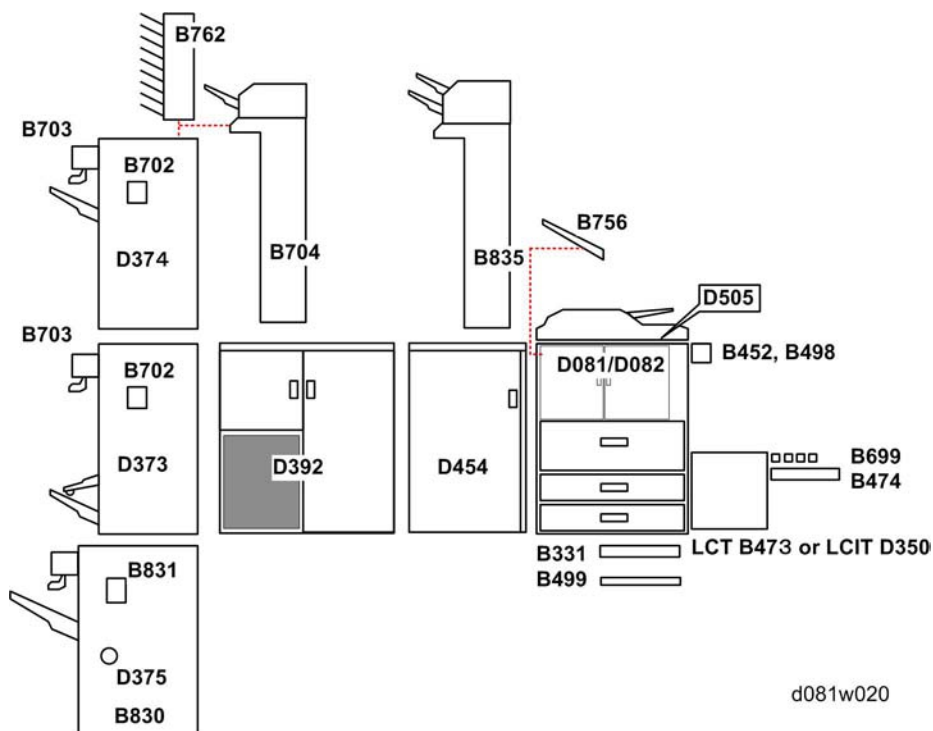 B762
B703
B702
D374
B704
B835
B756
D505
B703
B702
D373
D392
D454
D081/D082
B452, B498
B699
B474
LCT B473 or LCIT D350
B331
B499
B831
D375
B830
d081w020